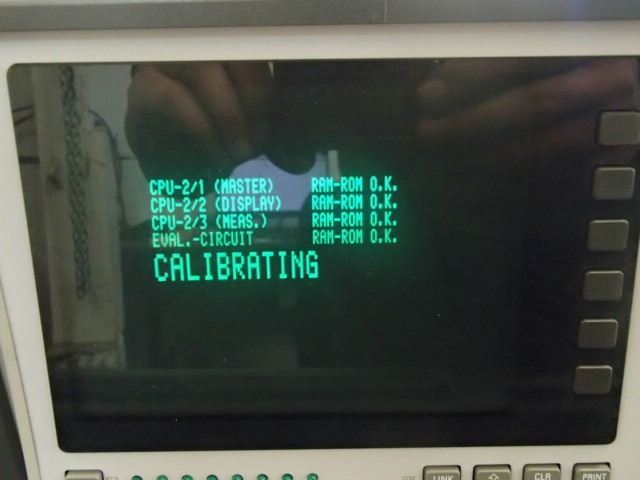 CPU-2/1 (MASTER) RAM-ROM O.K.
CPU-2/2 (DISPLAY) RAM-ROM O.K.
CPU-2/3 (MEAS.) RAM-ROM O.K.
EVAL.-CIRCUIT RAM-ROM O.K.
CALIBRATING
LINK CLR PRINT